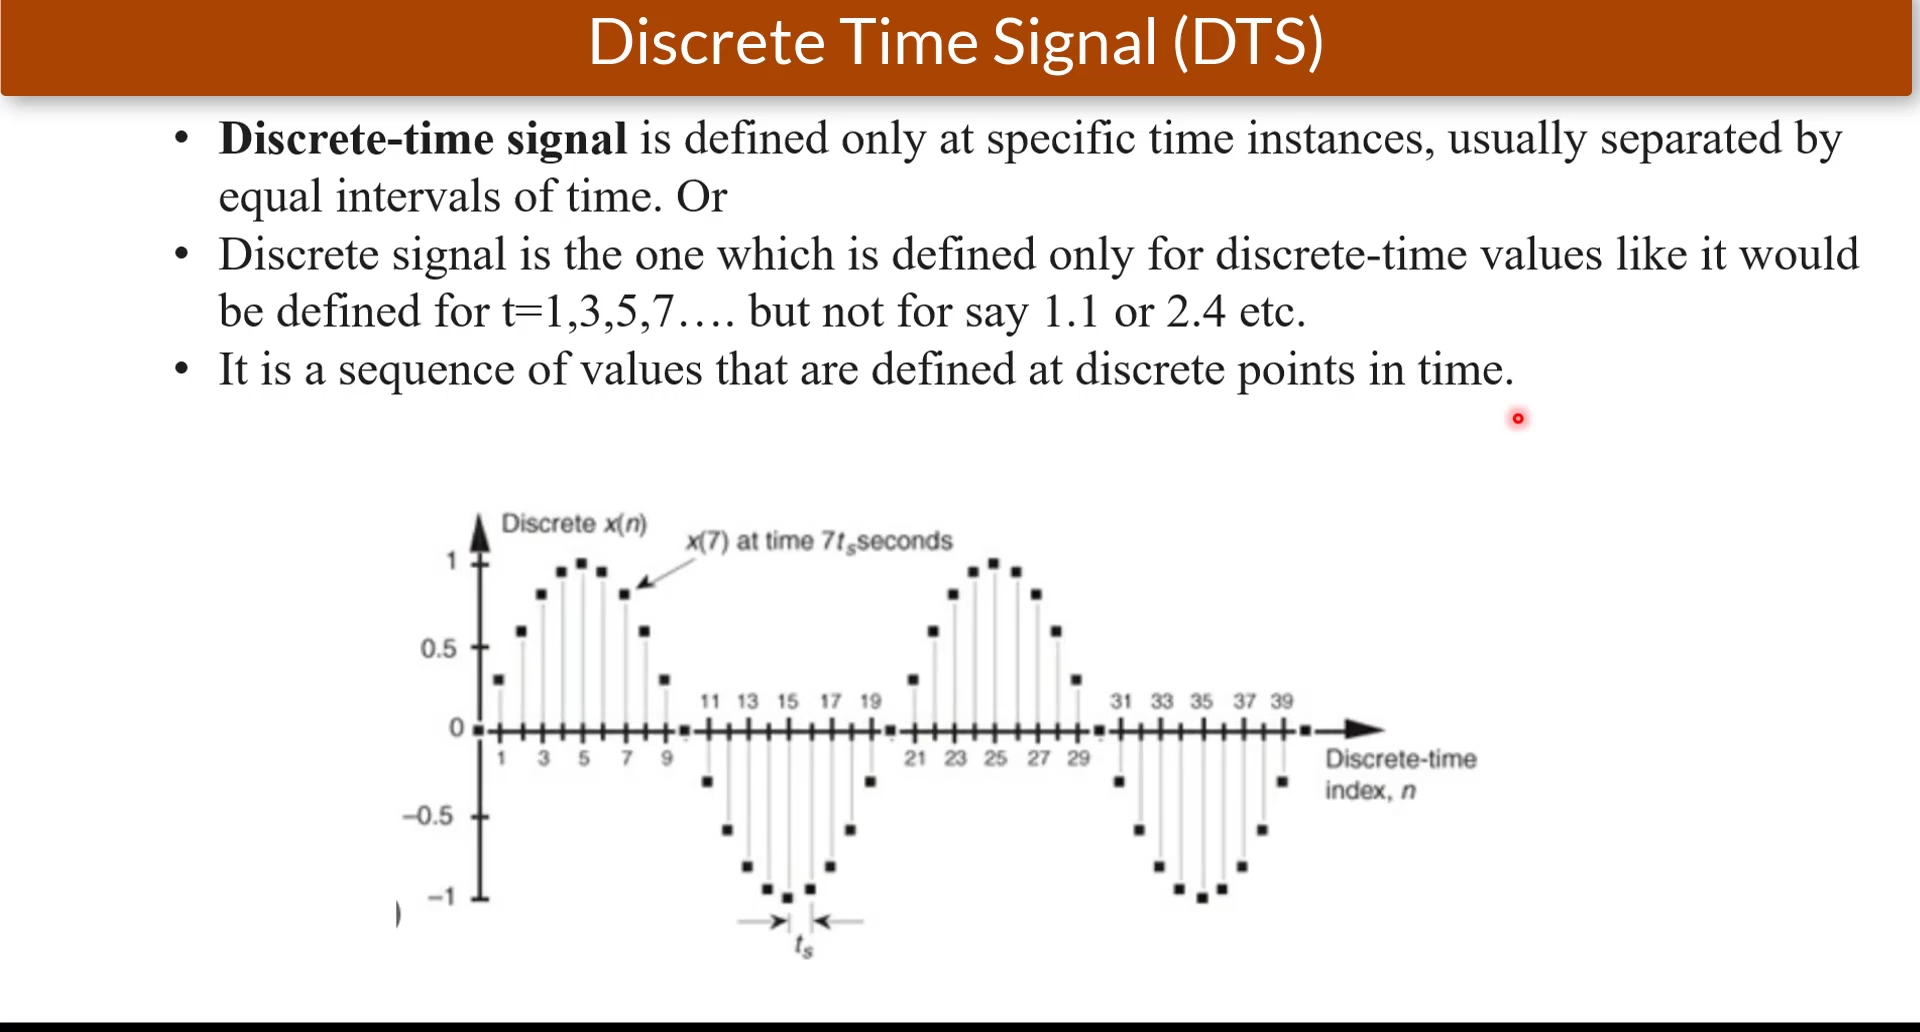 Discrete Time Signal (DTS)
• Discrete-time signal is defined only at specific time instances, usually separated by
equal intervals of time. Or
• Discrete signal is the one which is defined only for discrete-time values like it would
be defined for t=1,3,5,7…. but not for say 1.1 or 2.4 etc.
• It is a sequence of values that are defined at discrete points in time.
Discrete x(n)
x(7) at time 7ts seconds
1
0.5
11 13 15 17 19 31 33 35 37 39
0
1 3 5 7 9 21 23 25 27 29
Discrete-time
index, n
–0.5
–1
)
ts